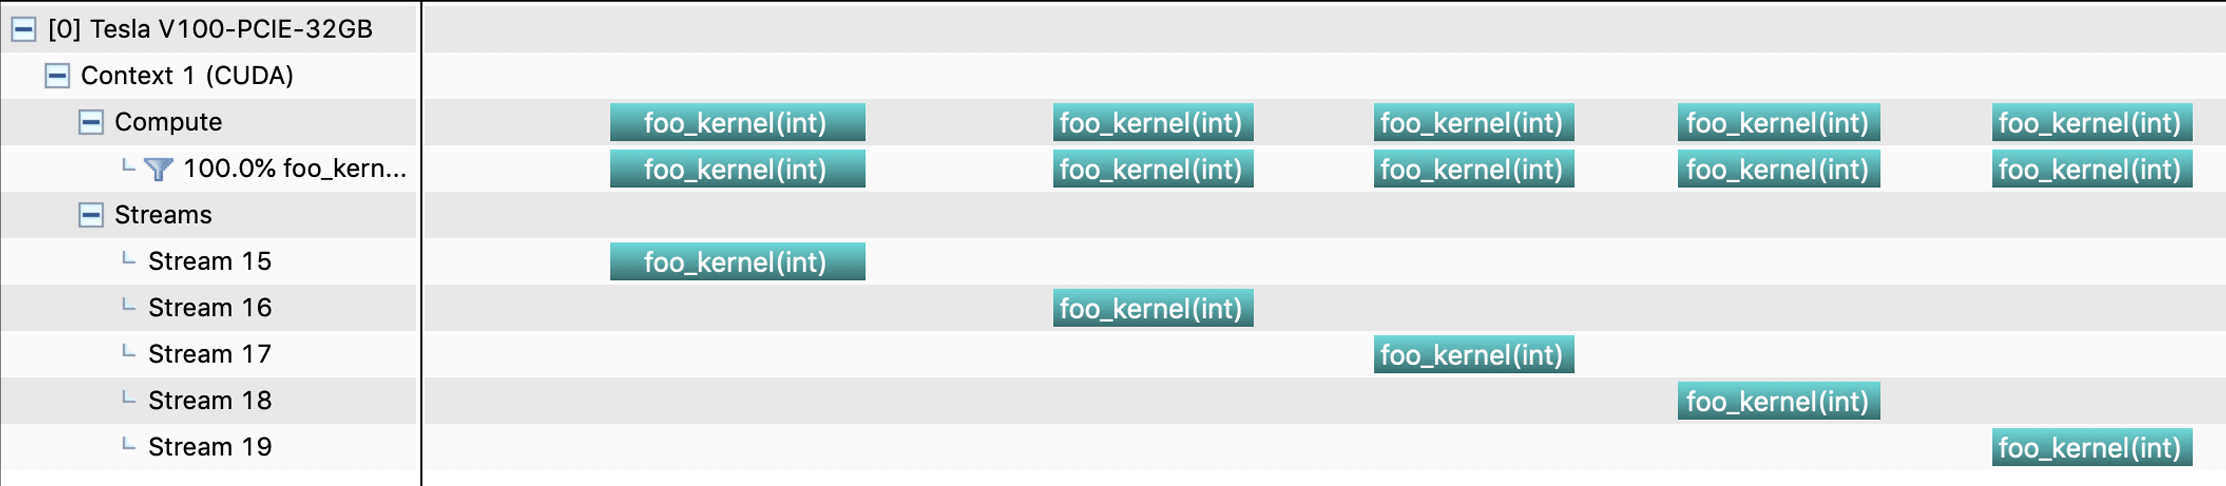 [0] Tesla V100-PCIE-32GB
Context 1 (CUDA)
Compute foo_kernel(int) foo_kernel(int) foo_kernel(int) foo_kernel(int) foo_kernel(int)
100.0% foo_kern... foo_kernel(int) foo_kernel(int) foo_kernel(int) foo_kernel(int) foo_kernel(int)
Streams
Stream 15 foo_kernel(int)
Stream 16 foo_kernel(int)
Stream 17 foo_kernel(int)
Stream 18 foo_kernel(int)
Stream 19 foo_kernel(int)